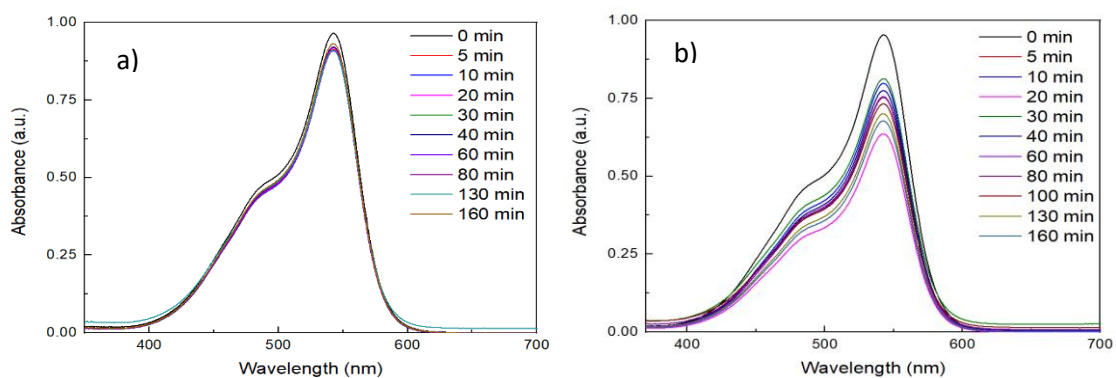 a)
1.00
0.75
0.50
0.25
0.00
Absorbance (a.u.)
400
500
600
700
Wavelength (nm)
0 min
5 min
10 min
20 min
30 min
40 min
60 min
80 min
130 min
160 min
b)
1.00
0.75
0.50
0.25
0.00
Absorbance (a.u.)
400
500
600
700
Wavelength (nm)
0 min
5 min
10 min
20 min
30 min
40 min
60 min
80 min
100 min
130 min
160 min